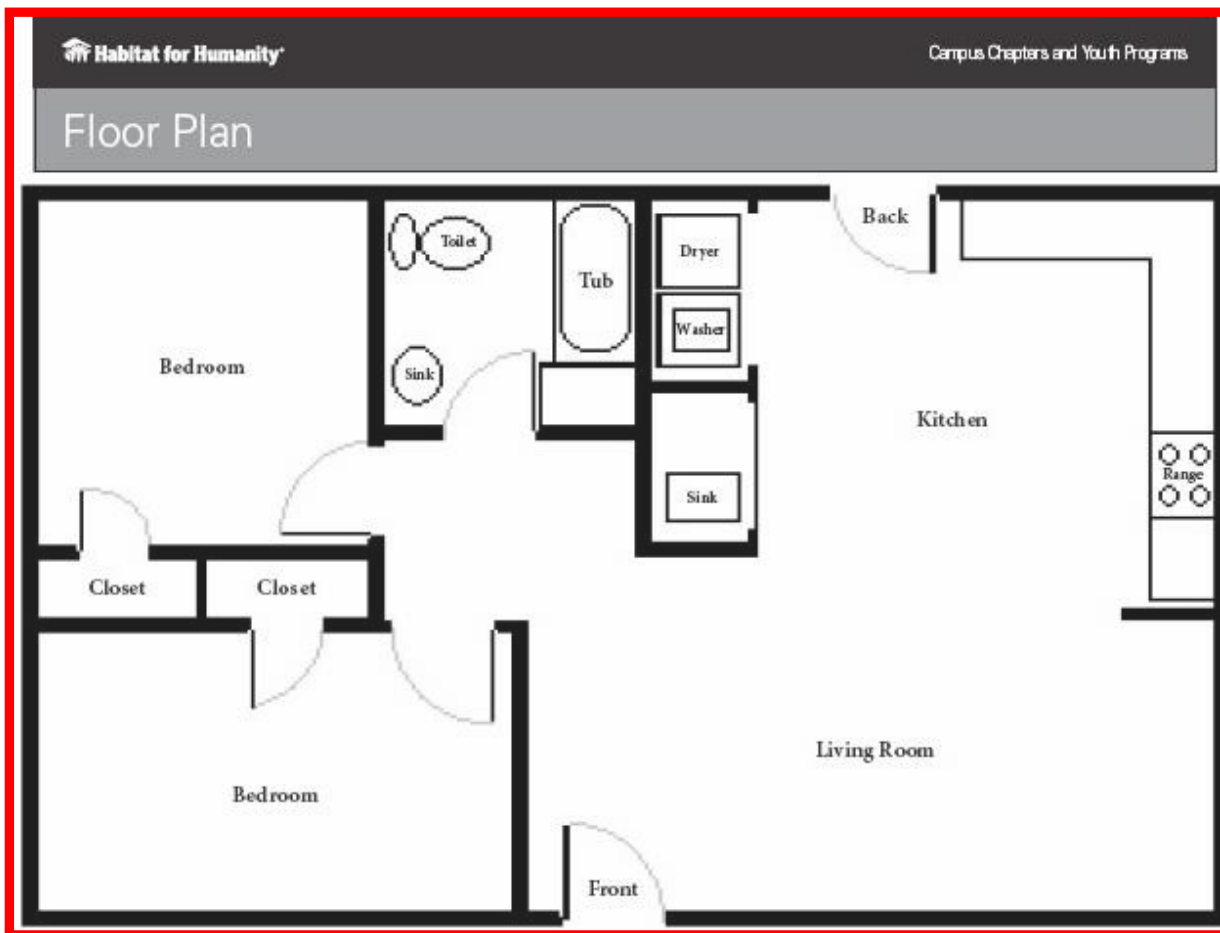 Habitat for Humanity®
Campus Chapters and Youth Programs
Floor Plan
Back
Toilet
Dryer
Tub
Washer
Bedroom
Sink
Kitchen
Range
Sink
Closet
Closet
Living Room
Bedroom
Front